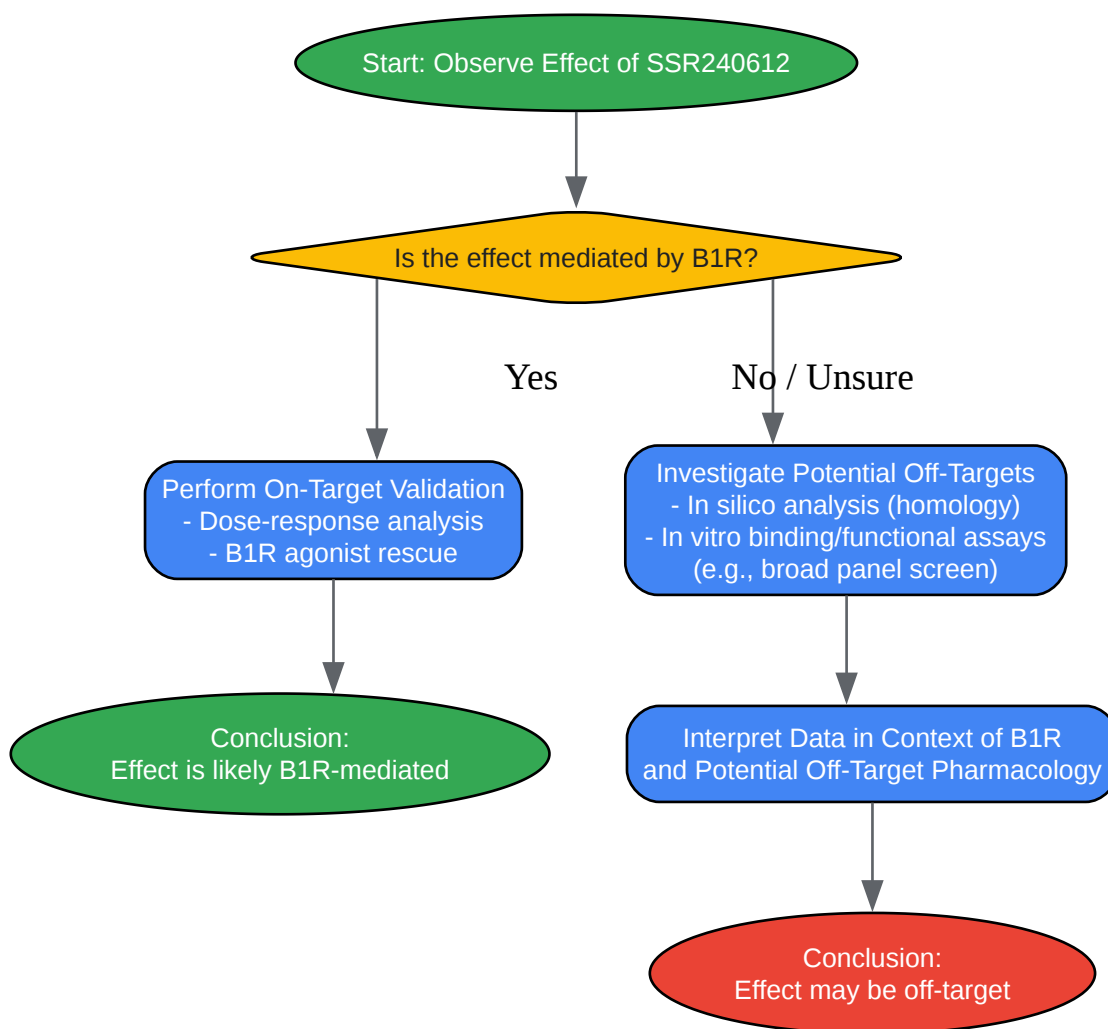 Start: Observe Effect of SSR240612
Is the effect mediated by B1R?
Yes
No / Unsure
Perform On-Target Validation
- Dose-response analysis
- B1R agonist rescue
Investigate Potential Off-Targets
- In silico analysis (homology)
- In vitro binding/functional assays
(e.g., broad panel screen)
Conclusion:
Effect is likely B1R-mediated
Interpret Data in Context of B1R
and Potential Off-Target Pharmacology
Conclusion:
Effect may be off-target